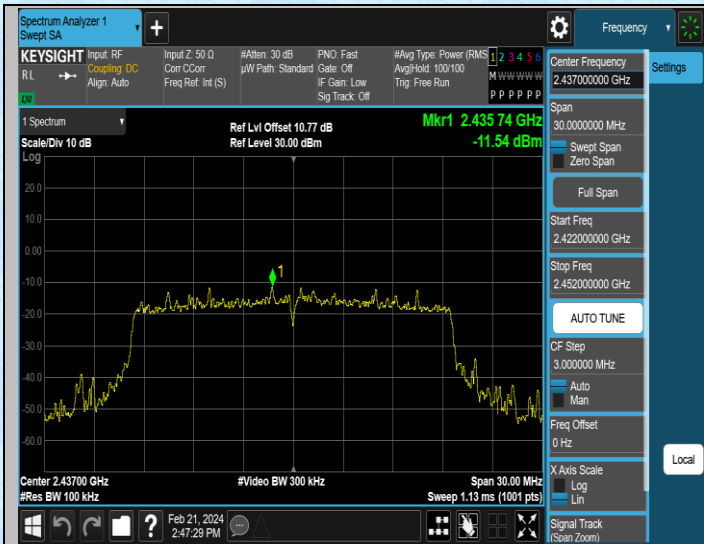 Spectrum Analyzer 1
Swept SA
Frequency
KEYSIGHT
RL
LXI
Input: RF
Coupling: DC
Align: Auto
Input Z: 50 Ω
Corr CCorr
Freq Ref: Int (S)
#Atten: 30 dB
µW Path: Standard
PNO: Fast
Gate: Off
IF Gain: Low
Sig Track: Off
#Avg Type: Power (RMS
Avg|Hold: 100/100
Trig: Free Run
1 2 3 4 5 6
M W W W W W
P P P P P P
1 Spectrum
Scale/Div 10 dB
Ref Lvl Offset 10.77 dB
Ref Level 30.00 dBm
Mkr1 2.435 74 GHz
-11.54 dBm
Log
20.0
10.0
0.00
-10.0
-20.0
-30.0
-40.0
-50.0
-60.0
1
Center 2.43700 GHz
#Res BW 100 kHz
#Video BW 300 kHz
Span 30.00 MHz
Sweep 1.13 ms (1001 pts)
Feb 21, 2024
2:47:29 PM
?
Center Frequency
2.437000000 GHz
Span
30.0000000 MHz
Swept Span
Zero Span
Full Span
Start Freq
2.422000000 GHz
Stop Freq
2.452000000 GHz
AUTO TUNE
CF Step
3.000000 MHz
Auto
Man
Freq Offset
0 Hz
X Axis Scale
Log
Lin
Signal Track
(Span Zoom)
Settings
Local